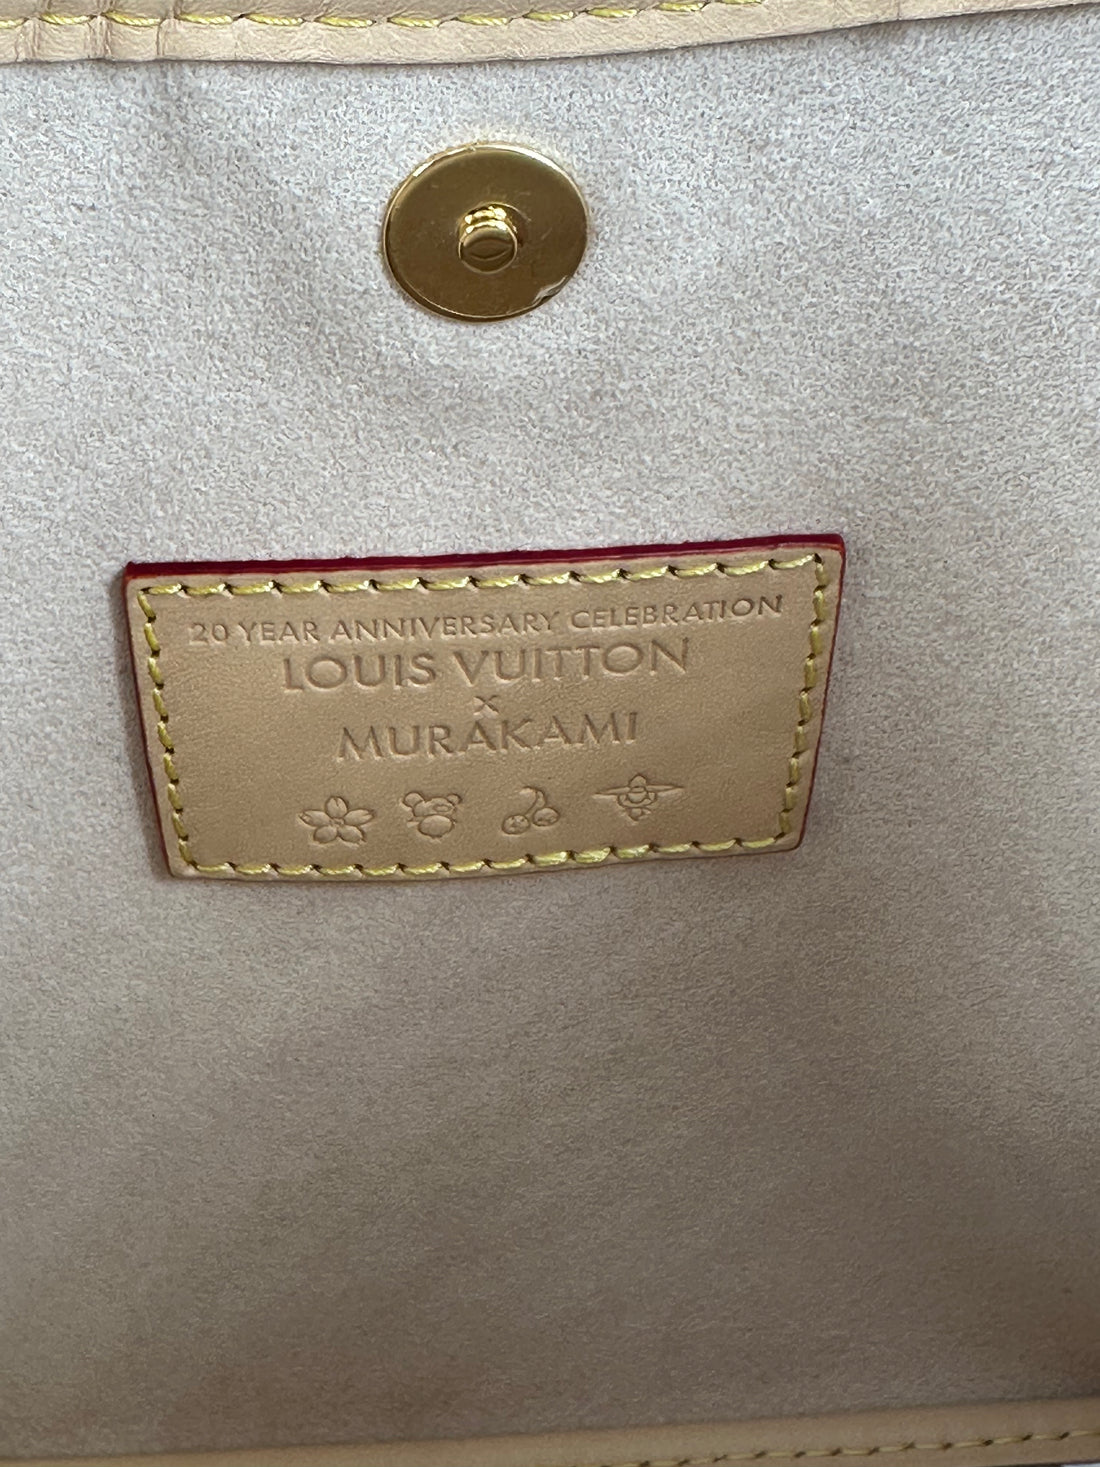 20 YEAR ANNIVERSARY CELEBRATION
LOUIS VUITTON
×
MURAKAMI